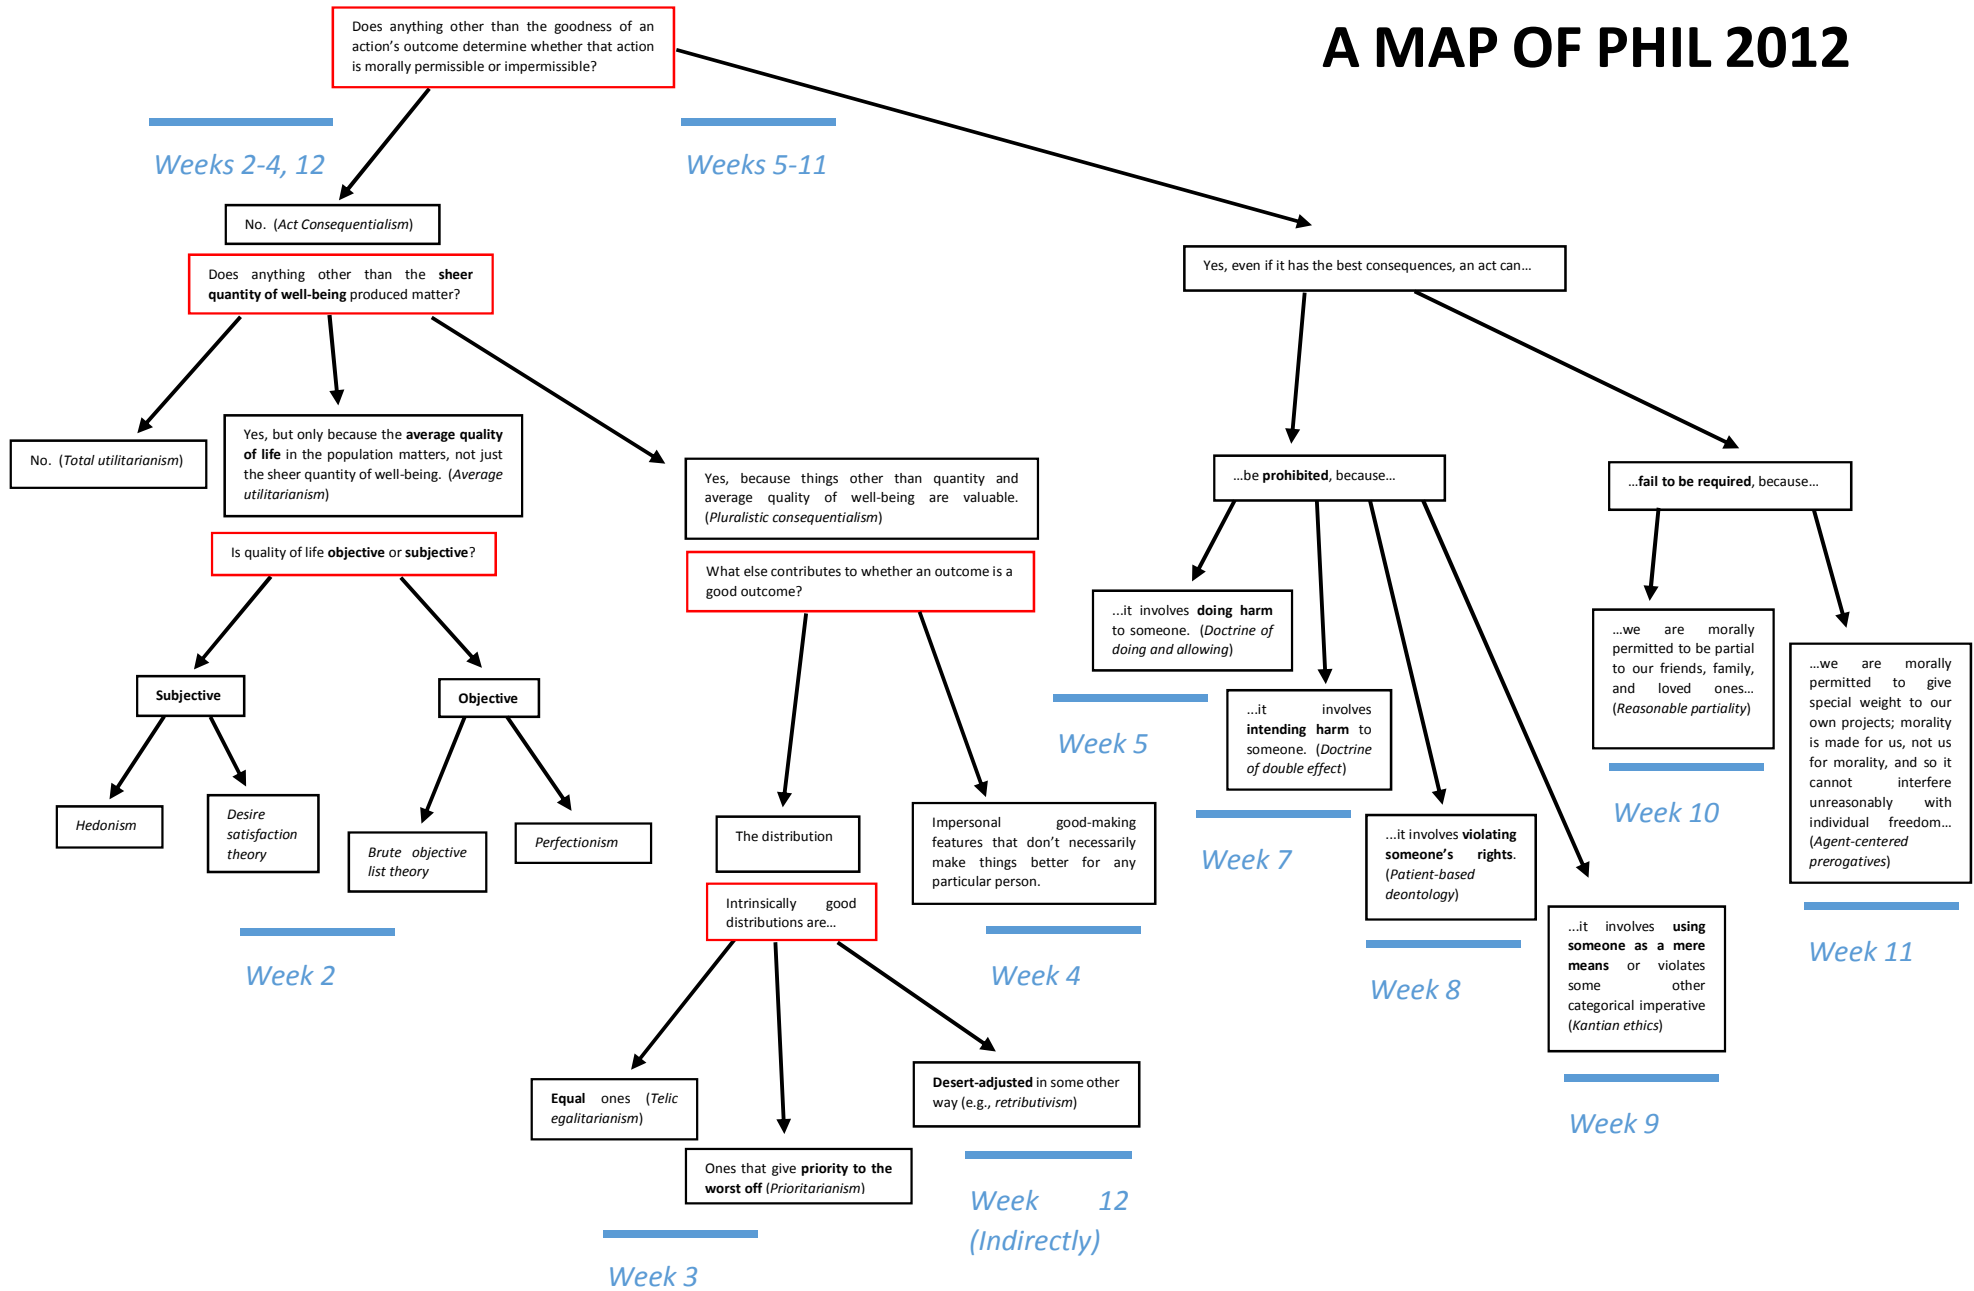 A MAP OF PHIL 2012
Does anything other than the goodness of an
action's outcome determine whether that action
is morally permissible or impermissible?
Weeks 2-4, 12
Weeks 5-11
No. (Act Consequentialism)
Does anything other than the sheer
quantity of well-being produced matter?
No. (Total utilitarianism)
Yes, but only because the average quality
of life in the population matters, not just
the sheer quantity of well-being. (Average
utilitarianism)
Yes, because things other than quantity and
average quality of well-being are valuable.
(Pluralistic consequentialism)
Is quality of life objective or subjective?
Subjective
Objective
Hedonism
Desire
satisfaction
theory
Brute objective
list theory
Perfectionism
Week 2
What else contributes to whether an outcome is a
good outcome?
The distribution
Impersonal good-making
features that don't necessarily
make things better for any
particular person.
Week 4
Intrinsically good
distributions are…
Equal ones (Telic
egalitarianism)
Ones that give priority to the
worst off (Prioritarianism)
Desert-adjusted in some other
way (e.g., retributivism)
Week 3
Week 12
(Indirectly)
Yes, even if it has the best consequences, an act can…
…be prohibited, because…
…fail to be required, because…
...it involves doing harm
to someone. (Doctrine of
doing and allowing)
Week 5
...it involves
intending harm to
someone. (Doctrine
of double effect)
Week 7
...it involves violating
someone's rights.
(Patient-based
deontology)
Week 8
...it involves using
someone as a mere
means or violates
some other
categorical imperative
(Kantian ethics)
Week 9
…we are morally
permitted to be partial
to our friends, family,
and loved ones…
(Reasonable partiality)
Week 10
…we are morally
permitted to give
special weight to our
own projects; morality
is made for us, not us
for morality, and so it
cannot interfere
unreasonably with
individual freedom…
(Agent-centered
prerogatives)
Week 11